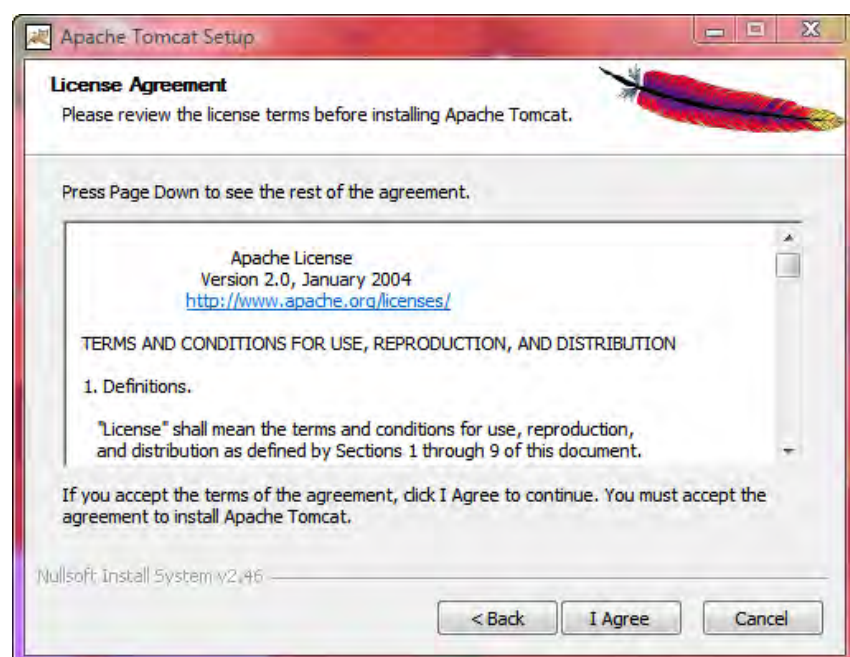 Apache Tomcat Setup
License Agreement
Please review the license terms before installing Apache Tomcat.
Press Page Down to see the rest of the agreement.
Apache License
Version 2.0, January 2004
http://www.apache.org/licenses/
TERMS AND CONDITIONS FOR USE, REPRODUCTION, AND DISTRIBUTION
1. Definitions.
"License" shall mean the terms and conditions for use, reproduction,
and distribution as defined by Sections 1 through 9 of this document.
If you accept the terms of the agreement, click I Agree to continue. You must accept the
agreement to install Apache Tomcat.
Nullsoft Install System v2.46
< Back I Agree Cancel